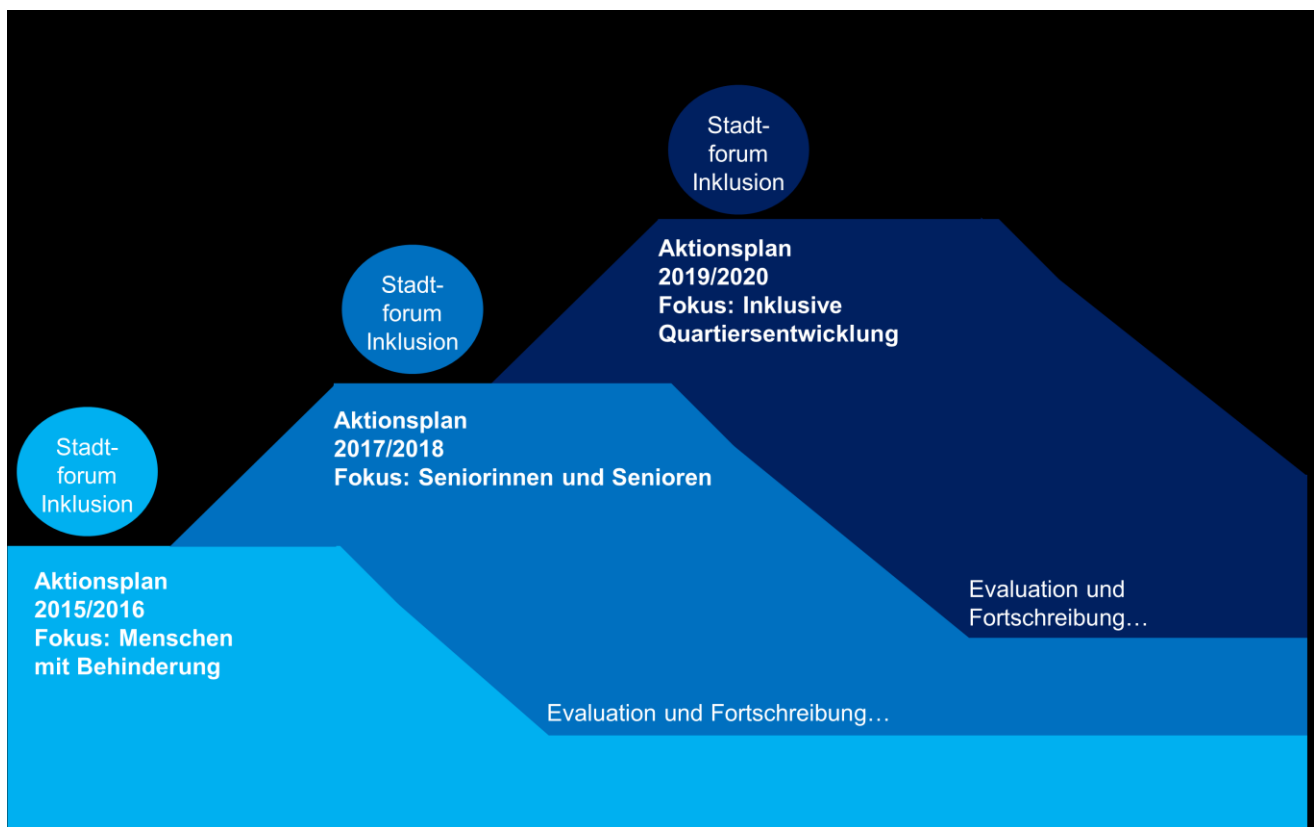 Stadt-
forum
Inklusion
Aktionsplan
2019/2020
Fokus: Inklusive
Quartiersentwicklung
Stadt-
forum
Inklusion
Aktionsplan
2017/2018
Fokus: Seniorinnen und Senioren
Stadt-
forum
Inklusion
Aktionsplan
2015/2016
Fokus: Menschen
mit Behinderung
Evaluation und
Fortschreibung…
Evaluation und Fortschreibung…